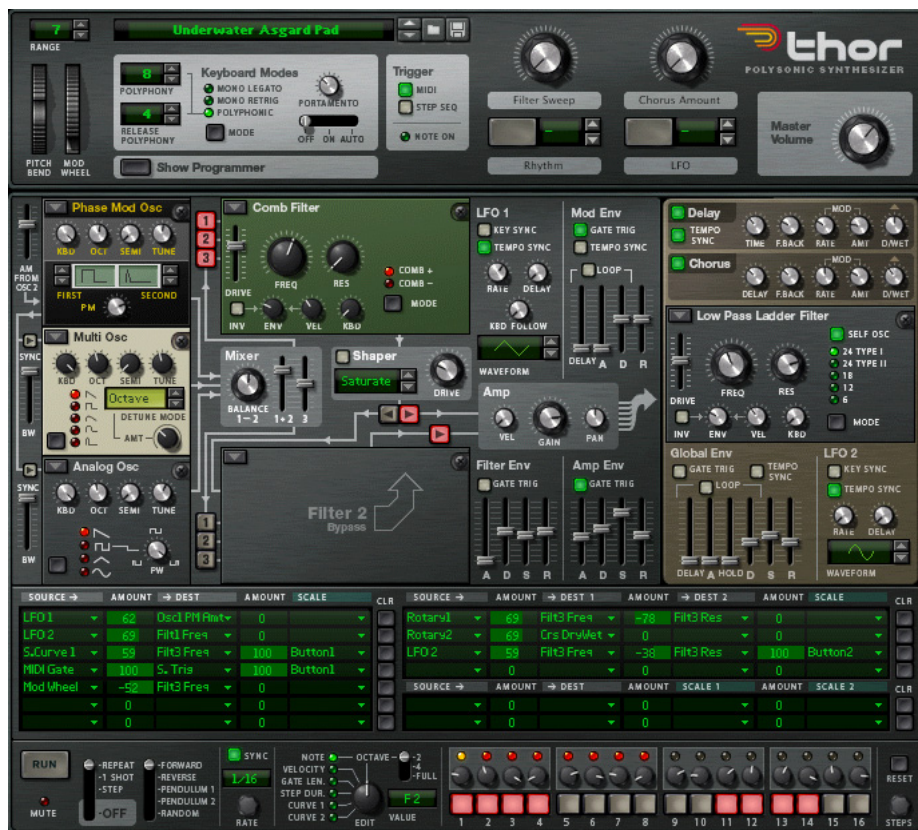 7
RANGE
Underwater Asgard Pad
thor
POLYSONIC SYNTHESIZER
8
POLYPHONY
4
RELEASE
POLYPHONY
Keyboard Modes
MONO LEGATO
MONO RETRIG
POLYPHONIC
MODE
PORTAMENTO
OFF ON AUTO
Trigger
MIDI
STEP SEQ
NOTE ON
Filter Sweep
Chorus Amount
Rhythm
LFO
Master
Volume
PITCH
BEND
MOD
WHEEL
Show Programmer
AM
FROM
OSC 2
Phase Mod Osc
KBD OCT SEMI TUNE
FIRST SECOND
PM
SYNC
BW
Multi Osc
KBD OCT SEMI TUNE
Octave
DETUNE MODE
AMT
SYNC
BW
Analog Osc
KBD OCT SEMI TUNE
PW
1
2
3
Comb Filter
DRIVE
FREQ
RES
COMB +
COMB −
MODE
INV ENV VEL KBD
Mixer
BALANCE
1−2
1+2 3
Shaper
Saturate
DRIVE
1
2
3
Filter 2
Bypass
LFO 1
KEY SYNC
TEMPO SYNC
RATE DELAY
KBD FOLLOW
WAVEFORM
Mod Env
GATE TRIG
TEMPO SYNC
LOOP
DELAY A D R
Amp
VEL GAIN PAN
Filter Env
GATE TRIG
A D S R
Amp Env
GATE TRIG
A D S R
Delay
TEMPO
SYNC
MOD
TIME F.BACK RATE AMT D/WET
Chorus
MOD
DELAY F.BACK RATE AMT D/WET
Low Pass Ladder Filter
DRIVE
FREQ
RES
SELF OSC
24 TYPE I
24 TYPE II
18
12
6
MODE
INV ENV VEL KBD
Global Env
GATE TRIG
TEMPO
SYNC
LOOP
DELAY A HOLD D S R
LFO 2
KEY SYNC
TEMPO SYNC
RATE DELAY
WAVEFORM
SOURCE → AMOUNT → DEST AMOUNT SCALE CLR
LFO 1 62 Osc1 PM Amt 0
LFO 2 69 Filt1 Freq 0
S.Curve 1 59 Filt3 Freq 100 Button1
MIDI Gate 100 S. Trig 100 Button1
Mod Wheel -52 Filt3 Freq 0
0 0
0 0
SOURCE → AMOUNT → DEST 1 AMOUNT → DEST 2 AMOUNT SCALE CLR
Rotary1 69 Filt3 Freq -78 Filt3 Res 0
Rotary2 69 Crs DryWet 0 0
LFO 2 59 Filt3 Freq -38 Filt3 Res 100 Button2
0 0 0
SOURCE → AMOUNT → DEST AMOUNT SCALE 1 AMOUNT SCALE 2 CLR
0 0 0
0 0 0
RUN
MUTE
-REPEAT
-1 SHOT
-STEP
-OFF
-FORWARD
-REVERSE
-PENDULUM 1
-PENDULUM 2
-RANDOM
SYNC
1/16
RATE
NOTE
VELOCITY
GATE LEN.
STEP DUR.
CURVE 1
CURVE 2
EDIT
OCTAVE
-2
-4
-FULL
F 2
VALUE
1 2 3 4 5 6 7 8 9 10 11 12 13 14 15 16
RESET
STEPS